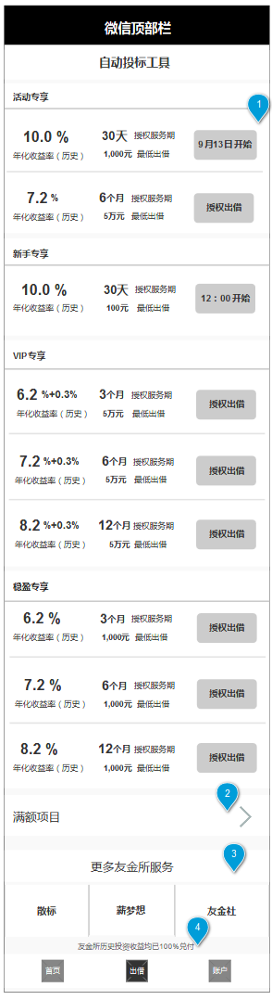 微信顶部栏
自动投标工具
活动专享
1
10.0 % 30天 授权服务期 9月13日开始
年化收益率（历史） 1,000元 最低出借
7.2 % 6个月 授权服务期 授权出借
年化收益率（历史） 5万元 最低出借
新手专享
10.0 % 30天 授权服务期 12：00开始
年化收益率（历史） 100元 最低出借
VIP专享
6.2 %+0.3% 3个月 授权服务期 授权出借
年化收益率（历史） 5万元 最低出借
7.2 %+0.3% 6个月 授权服务期 授权出借
年化收益率（历史） 5万元 最低出借
8.2 %+0.3% 12个月 授权服务期 授权出借
年化收益率（历史） 5万元 最低出借
稳盈专享
6.2 % 3个月 授权服务期 授权出借
年化收益率（历史） 1,000元 最低出借
7.2 % 6个月 授权服务期 授权出借
年化收益率（历史） 1,000元 最低出借
8.2 % 12个月 授权服务期 授权出借
年化收益率（历史） 1,000元 最低出借
2
满额项目
3
更多友金所服务
散标 薪梦想 友金社
4
友金所历史投资收益均已100%兑付
首页 出借 账户